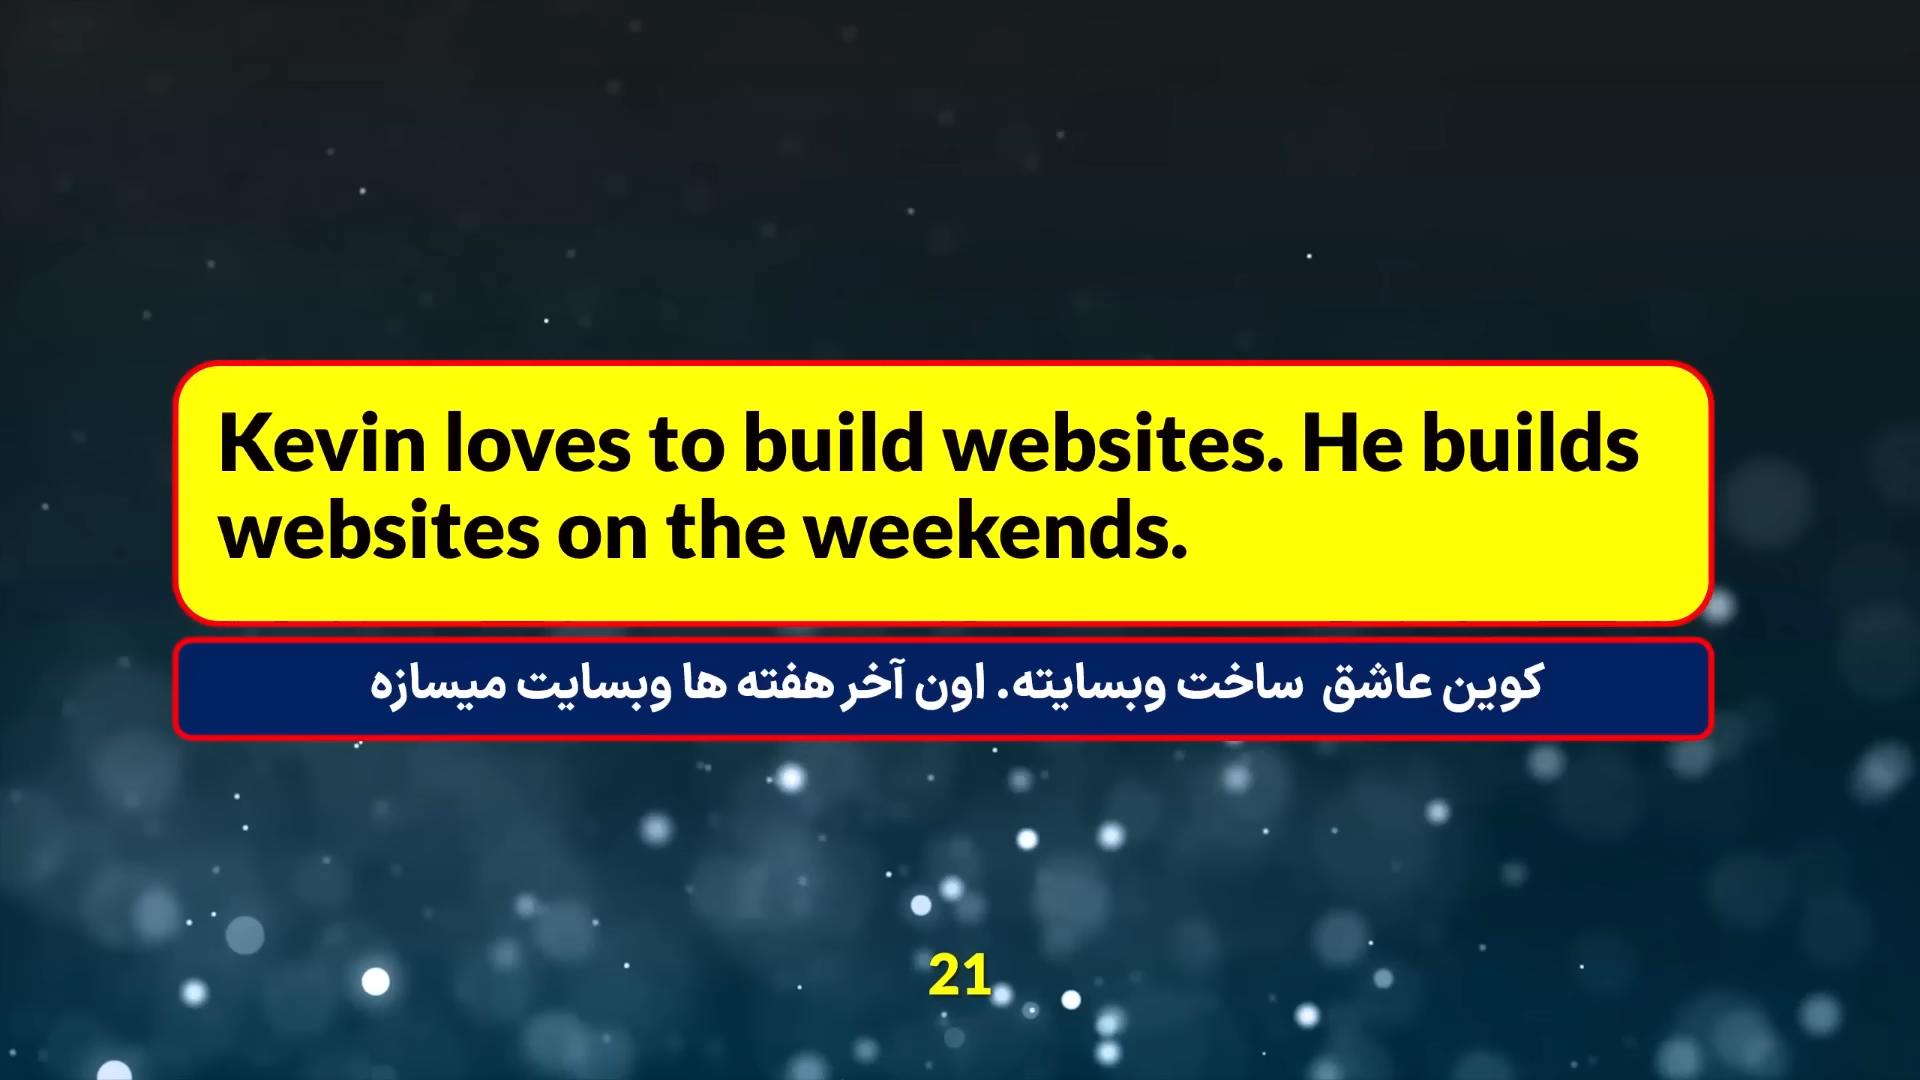 Kevin loves to build websites. He builds
websites on the weekends.
کوین عاشق ساخت وبسایته. اون آخر هفته ها وبسایت میسازه
21